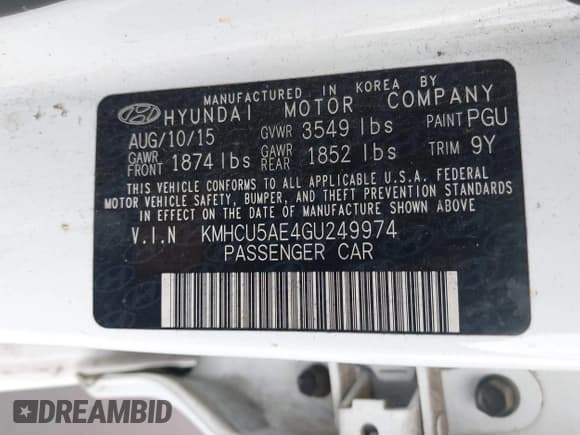 MANUFACTURED IN KOREA BY
HYUNDAI MOTOR COMPANY
AUG/10/15 GVWR 3549 lbs PAINT PGU
GAWR FRONT 1874 lbs GAWR REAR 1852 lbs TRIM 9Y
THIS VEHICLE CONFORMS TO ALL APPLICABLE U.S.A. FEDERAL
MOTOR VEHICLE SAFETY, BUMPER, AND THEFT PREVENTION STANDARDS
IN EFFECT ON THE DATE OF MANUFACTURE SHOWN ABOVE
V.I.N KMHCU5AE4GU249974
PASSENGER CAR
DREAMBID